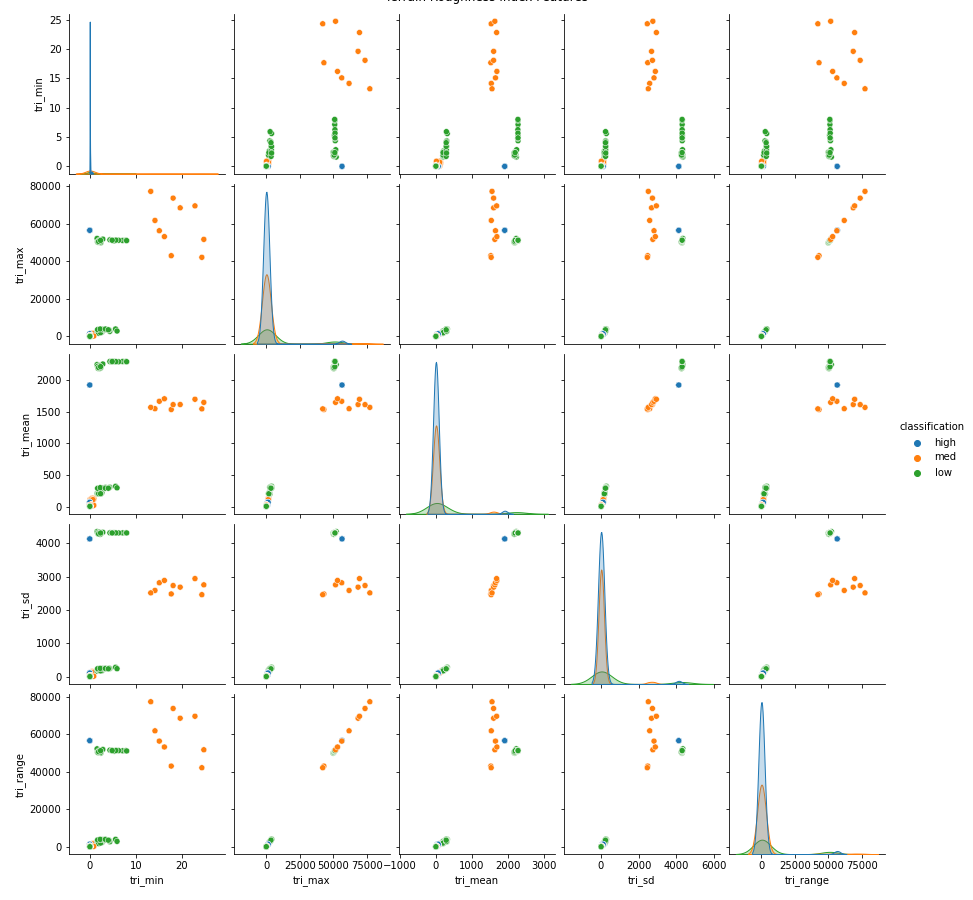 Terrain Roughness Index Features
25
20
15
10
5
0
tri_min
80000
60000
40000
20000
0
tri_max
2000
1500
1000
500
0
tri_mean
4000
3000
2000
1000
0
tri_sd
80000
60000
40000
20000
0
tri_range
classification
high
med
low
0 10 20
0 25000 50000 75000
−1000 0 1000 2000 3000
0 2000 4000 6000
0 25000 50000 75000
tri_min tri_max tri_mean tri_sd tri_range